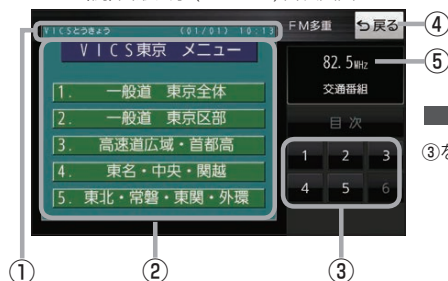 VICSとうきょう (01/01) 10:13 FM多重 戻る ④
VICS東京 メニュー
82.5MHz ⑤
交通番組
1. 一般道 東京全体
目次
2. 一般道 東京区部
3. 高速道広域・首都高
1 2 3
③を
4. 東名・中央・関越
4 5 6
5. 東北・常磐・東関・外環
① ② ③